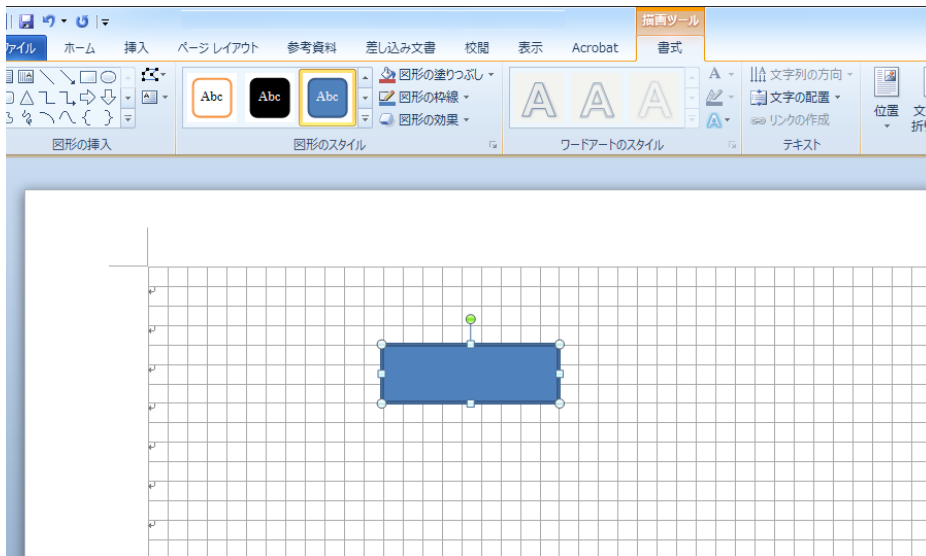 描画ツール
ファイル ホーム 挿入 ページ レイアウト 参考資料 差し込み文書 校閲 表示 Acrobat 書式
Abc Abc Abc
図形の塗りつぶし
図形の枠線
図形の効果
A A A
A
A
A
文字列の方向
文字の配置
リンクの作成
位置
文
折
図形の挿入 図形のスタイル ワードアートのスタイル テキスト